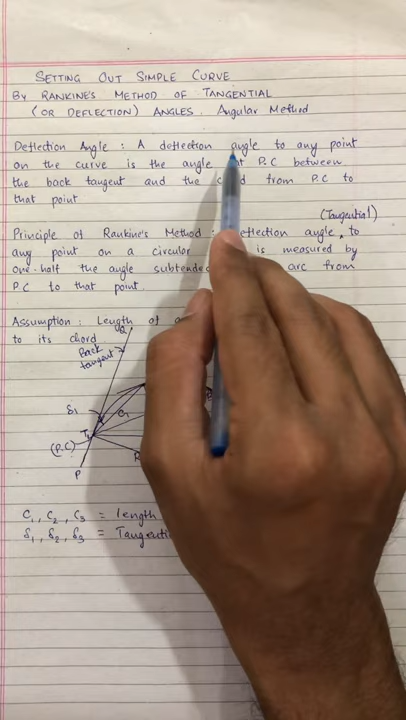 SETTING OUT SIMPLE CURVE
BY RANKINE'S METHOD OF TANGENTIAL
(OR DEFLECTION) ANGLES. Angular Method
Deflection Angle : A deflection angle to any point
on the curve is the angle at P.C between
the back tangent and the from P.C to
that point
(Tangential)
Principle of Rankine's Method : deflection angle to
any point on a circular is measured by
one-half the angle subtended arc from
P.C to that point.
Assumption : Length of
to its chord
Q
Back
tangent
δ1
C1
T1
(P.C)
R
P
C1, C2, C3 = length
δ1, δ2, δ3 =